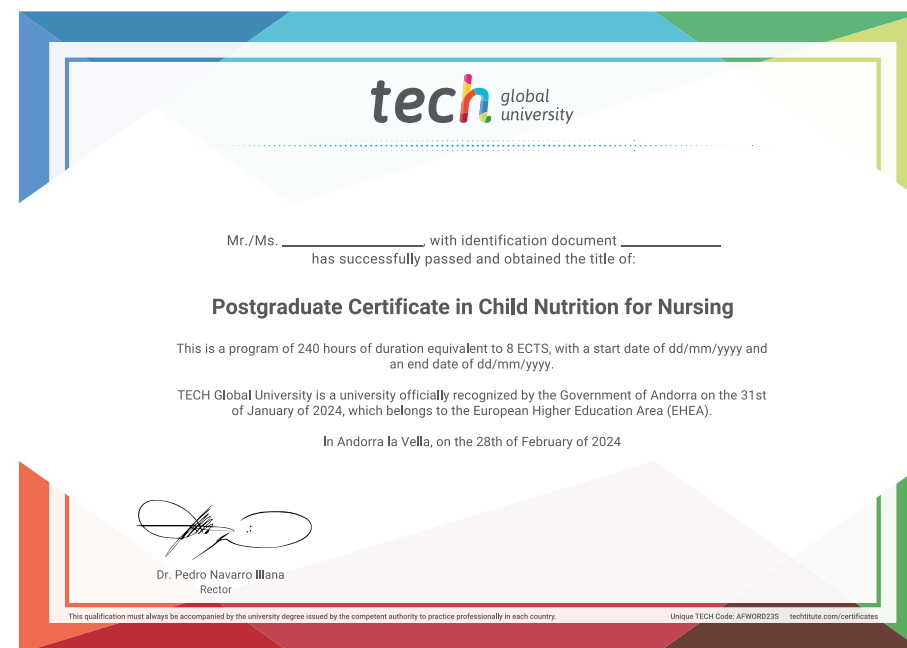 tech global
university
Mr./Ms. ____________________, with identification document ______________
has successfully passed and obtained the title of:
Postgraduate Certificate in Child Nutrition for Nursing
This is a program of 240 hours of duration equivalent to 8 ECTS, with a start date of dd/mm/yyyy and
an end date of dd/mm/yyyy.
TECH Global University is a university officially recognized by the Government of Andorra on the 31st
of January of 2024, which belongs to the European Higher Education Area (EHEA).
In Andorra la Vella, on the 28th of February of 2024
Dr. Pedro Navarro Illana
Rector
This qualification must always be accompanied by the university degree issued by the competent authority to practice professionally in each country. Unique TECH Code: AFWORD23S techtitute.com/certificates